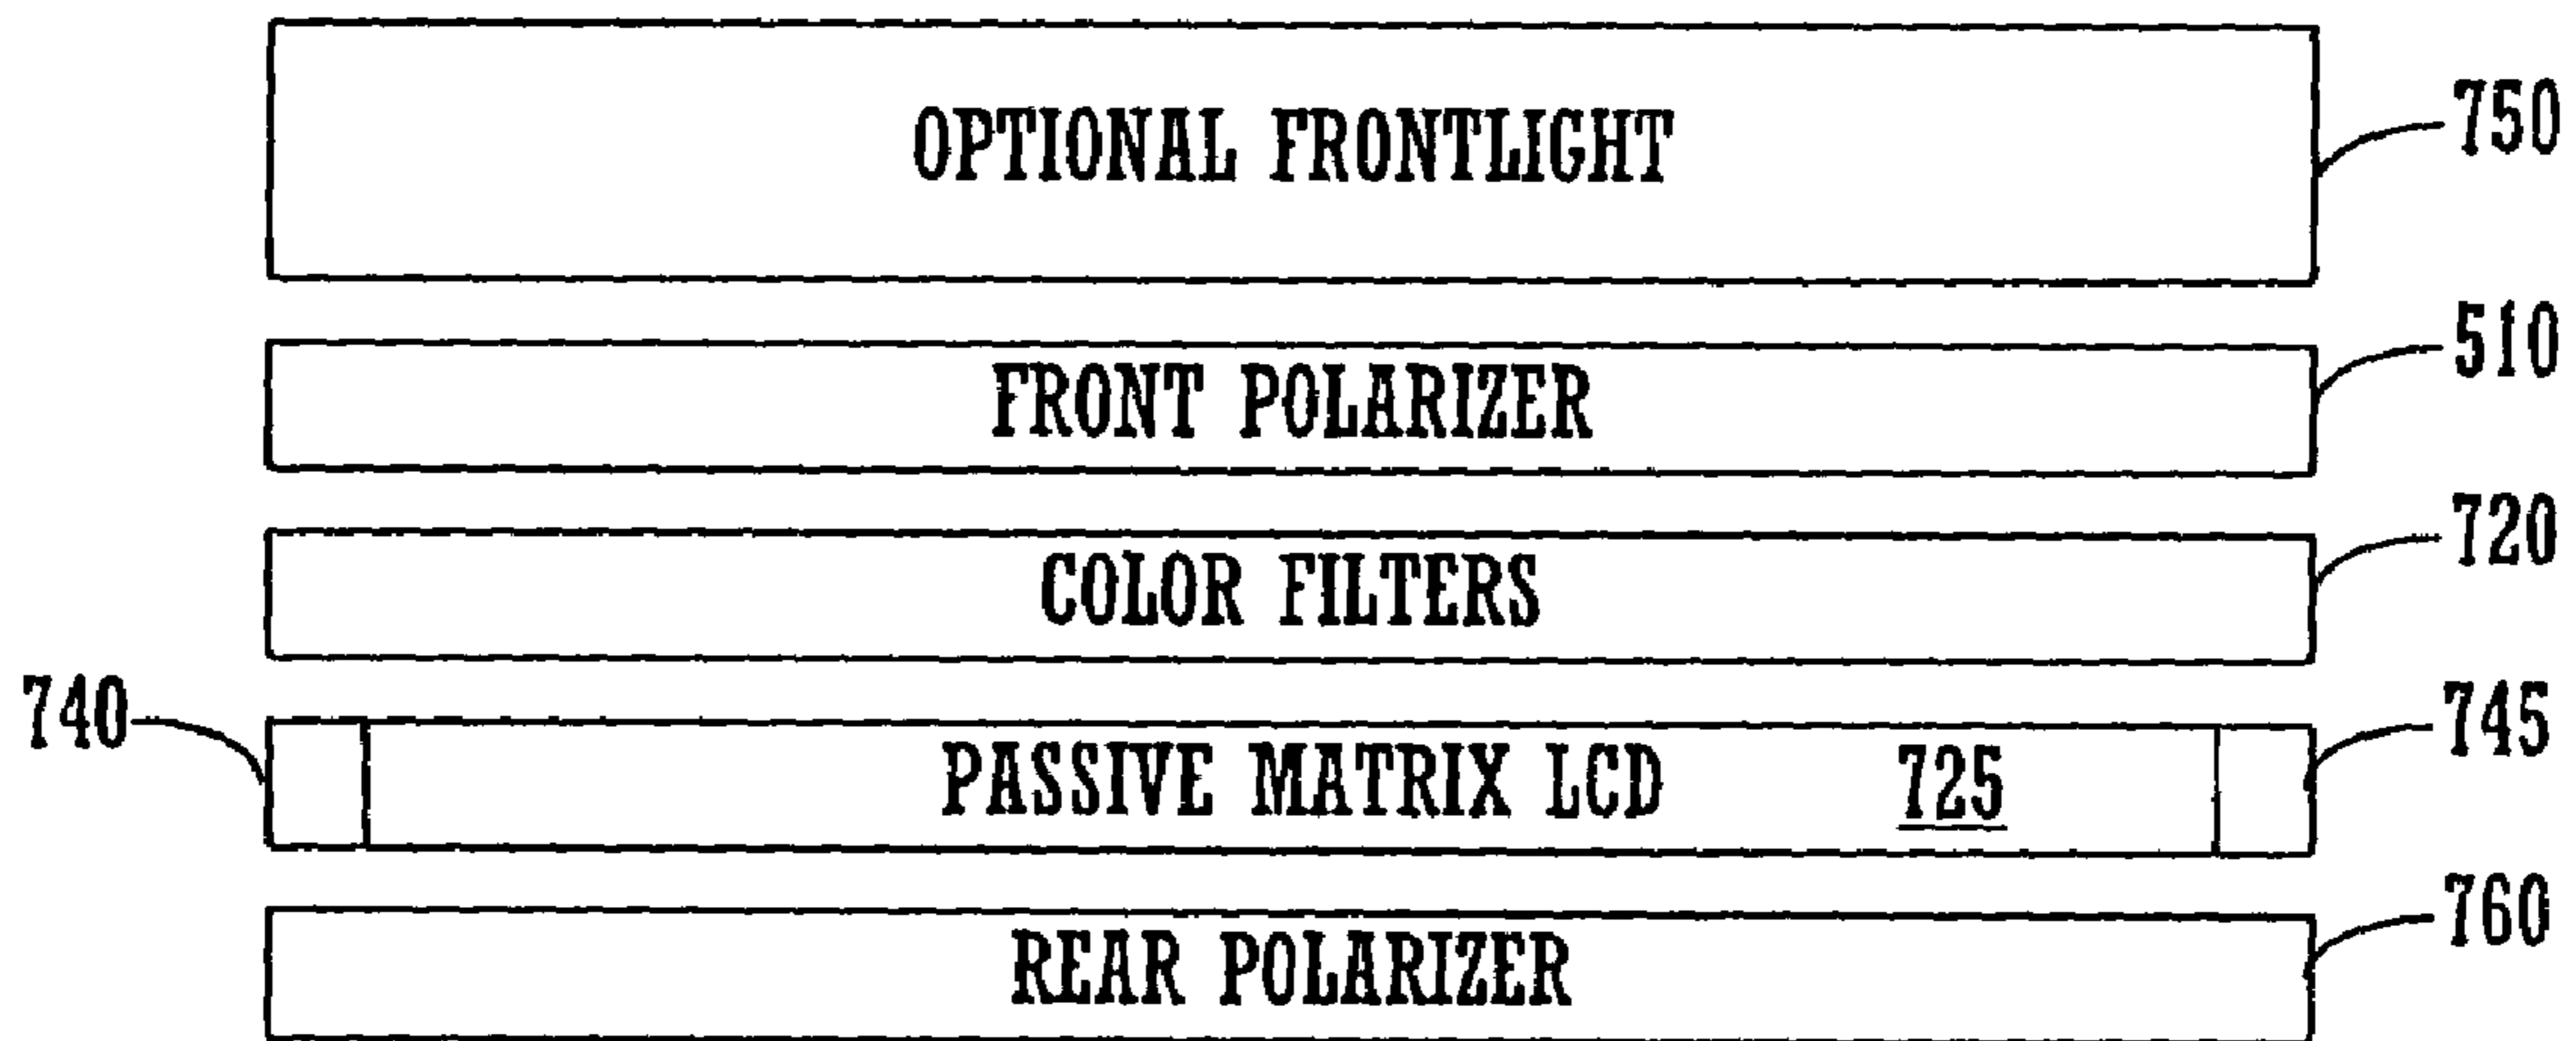 OPTIONAL FRONTLIGHT
750
FRONT POLARIZER
510
COLOR FILTERS
720
740
PASSIVE MATRIX LCD 725
745
REAR POLARIZER
760